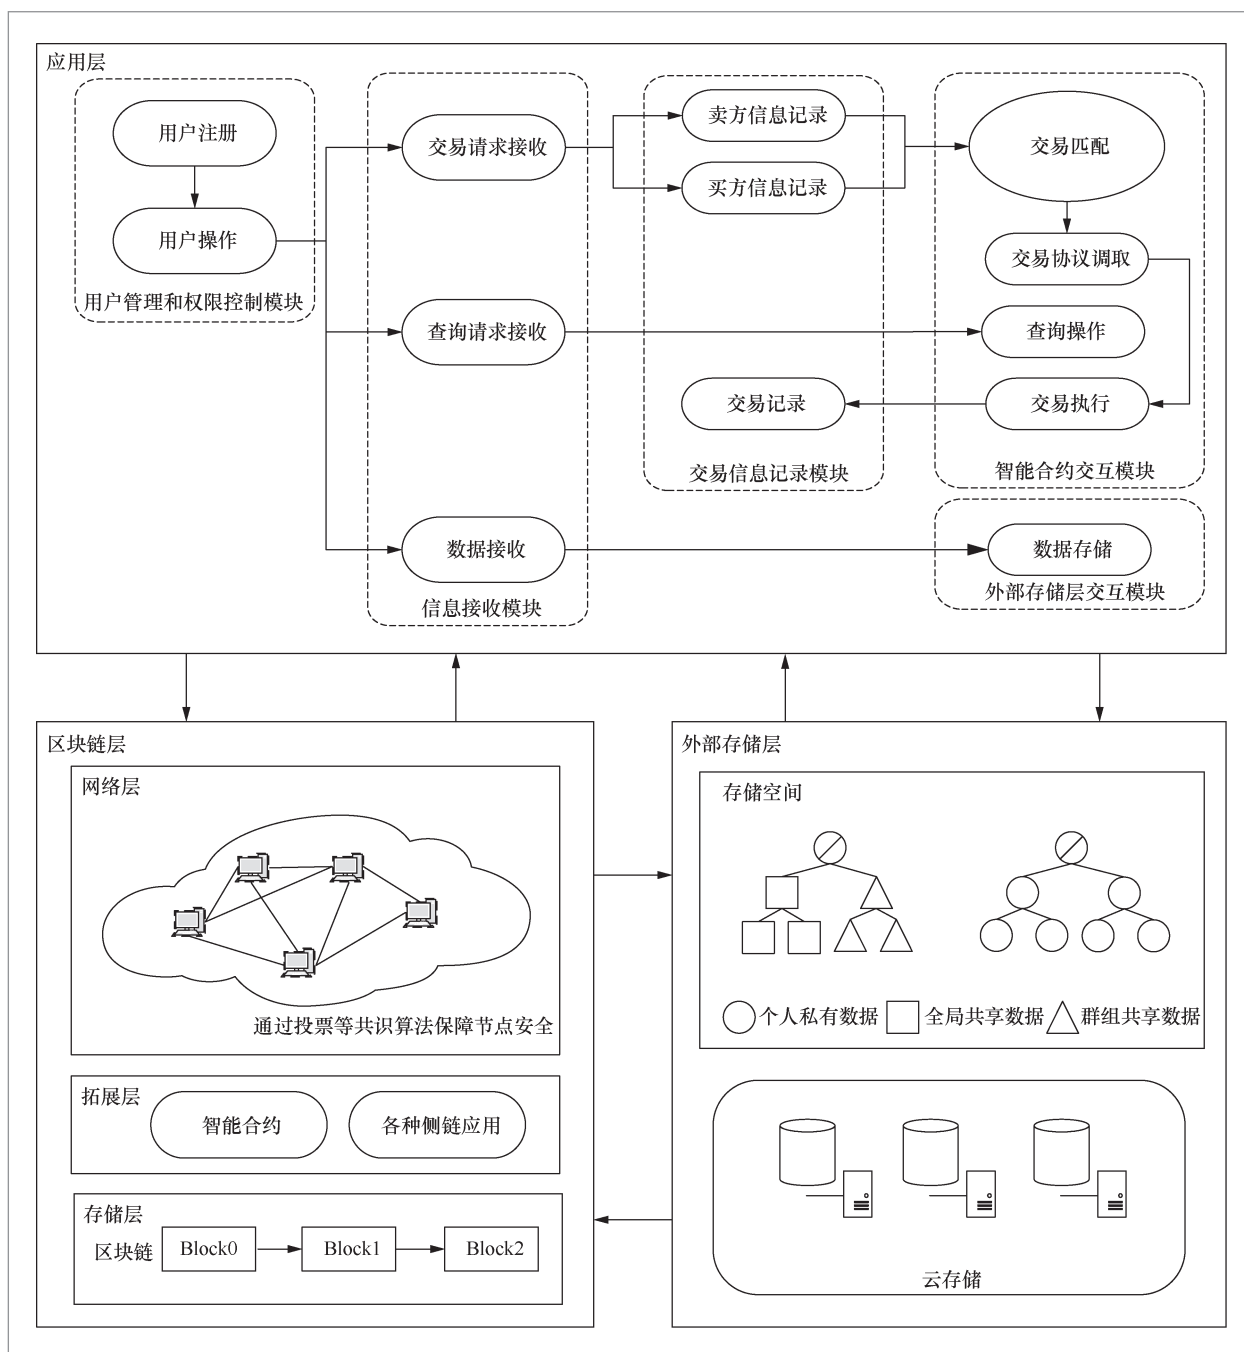 应用层
用户注册
用户操作
用户管理和权限控制模块
交易请求接收
查询请求接收
数据接收
信息接收模块
卖方信息记录
买方信息记录
交易记录
交易信息记录模块
交易匹配
交易协议调取
查询操作
交易执行
智能合约交互模块
数据存储
外部存储层交互模块
区块链层
网络层
通过投票等共识算法保障节点安全
拓展层
智能合约
各种侧链应用
存储层
区块链
Block0
Block1
Block2
外部存储层
存储空间
个人私有数据
全局共享数据
群组共享数据
云存储